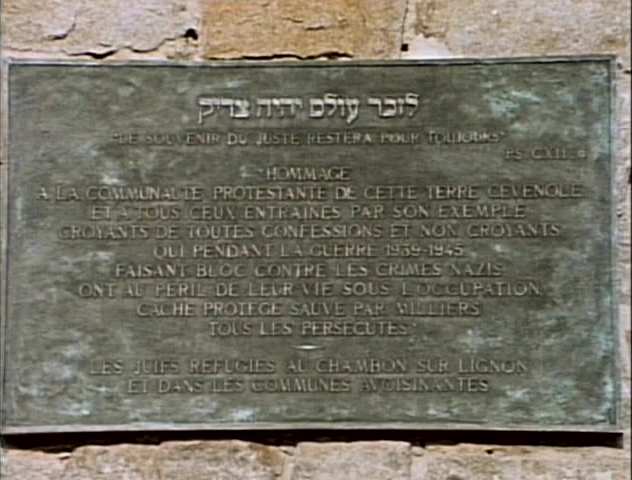 לזכר עולם יהיה צדיק
"LE SOUVENIR DU JUSTE RESTERA POUR TOUJOURS"
PS. CXII
HOMMAGE
A LA COMMUNAUTE PROTESTANTE DE CETTE TERRE CEVENOLE
ET A TOUS CEUX ENTRAINES PAR SON EXEMPLE
CROYANTS DE TOUTES CONFESSIONS ET NON CROYANTS
QUI PENDANT LA GUERRE 1939-1945
FAISANT BLOC CONTRE LES CRIMES NAZIS
ONT AU PERIL DE LEUR VIE SOUS L'OCCUPATION
CACHE PROTEGE SAUVE PAR MILLIERS
TOUS LES PERSECUTES
LES JUIFS REFUGIES AU CHAMBON SUR LIGNON
ET DANS LES COMMUNES AVOISINANTES